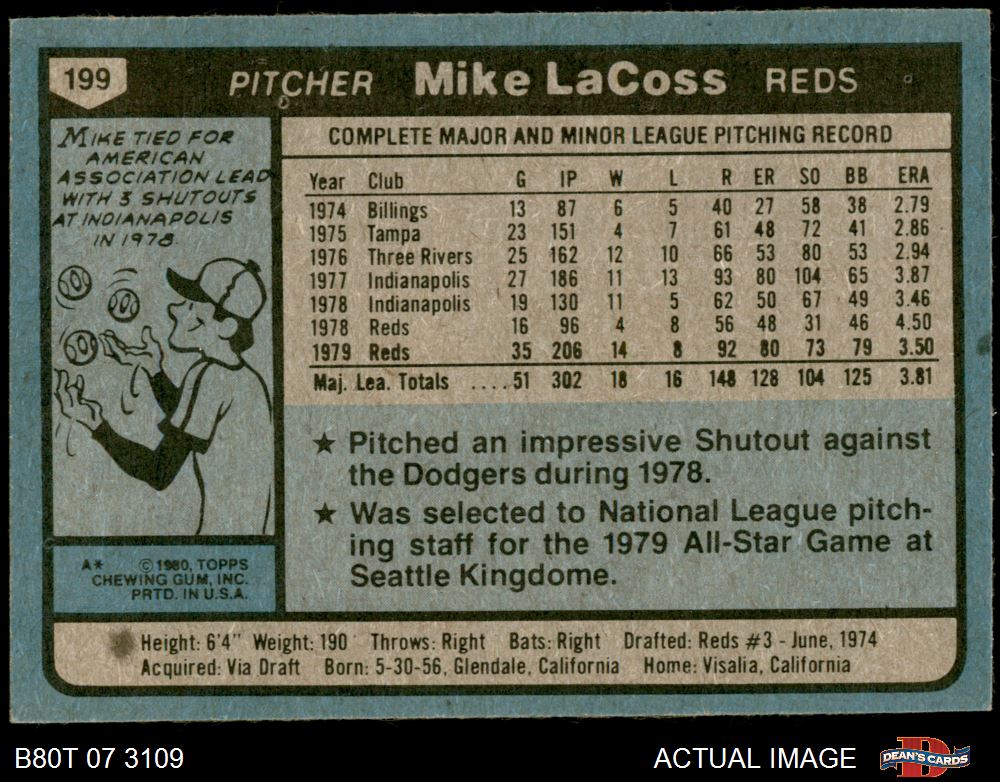 199
PITCHER Mike LaCoss REDS
MIKE TIED FOR
AMERICAN
ASSOCIATION LEAD
WITH 3 SHUTOUTS
AT INDIANAPOLIS
IN 1978.
COMPLETE MAJOR AND MINOR LEAGUE PITCHING RECORD
Year Club G IP W L R ER SO BB ERA
1974 Billings 13 87 6 5 40 27 58 38 2.79
1975 Tampa 23 151 4 7 61 48 72 41 2.86
1976 Three Rivers 25 162 12 10 66 53 80 53 2.94
1977 Indianapolis 27 186 11 13 93 80 104 65 3.87
1978 Indianapolis 19 130 11 5 62 50 67 49 3.46
1978 Reds 16 96 4 8 56 48 31 46 4.50
1979 Reds 35 206 14 8 92 80 73 79 3.50
Maj. Lea. Totals ....51 302 18 16 148 128 104 125 3.81
★ Pitched an impressive Shutout against
the Dodgers during 1978.
★ Was selected to National League pitch-
ing staff for the 1979 All-Star Game at
Seattle Kingdome.
A* © 1980, TOPPS
CHEWING GUM, INC.
PRTD. IN U.S.A.
Height: 6'4" Weight: 190 Throws: Right Bats: Right Drafted: Reds #3 - June, 1974
Acquired: Via Draft Born: 5-30-56, Glendale, California Home: Visalia, California
B80T 07 3109
ACTUAL IMAGE
DEAN'S CARDS